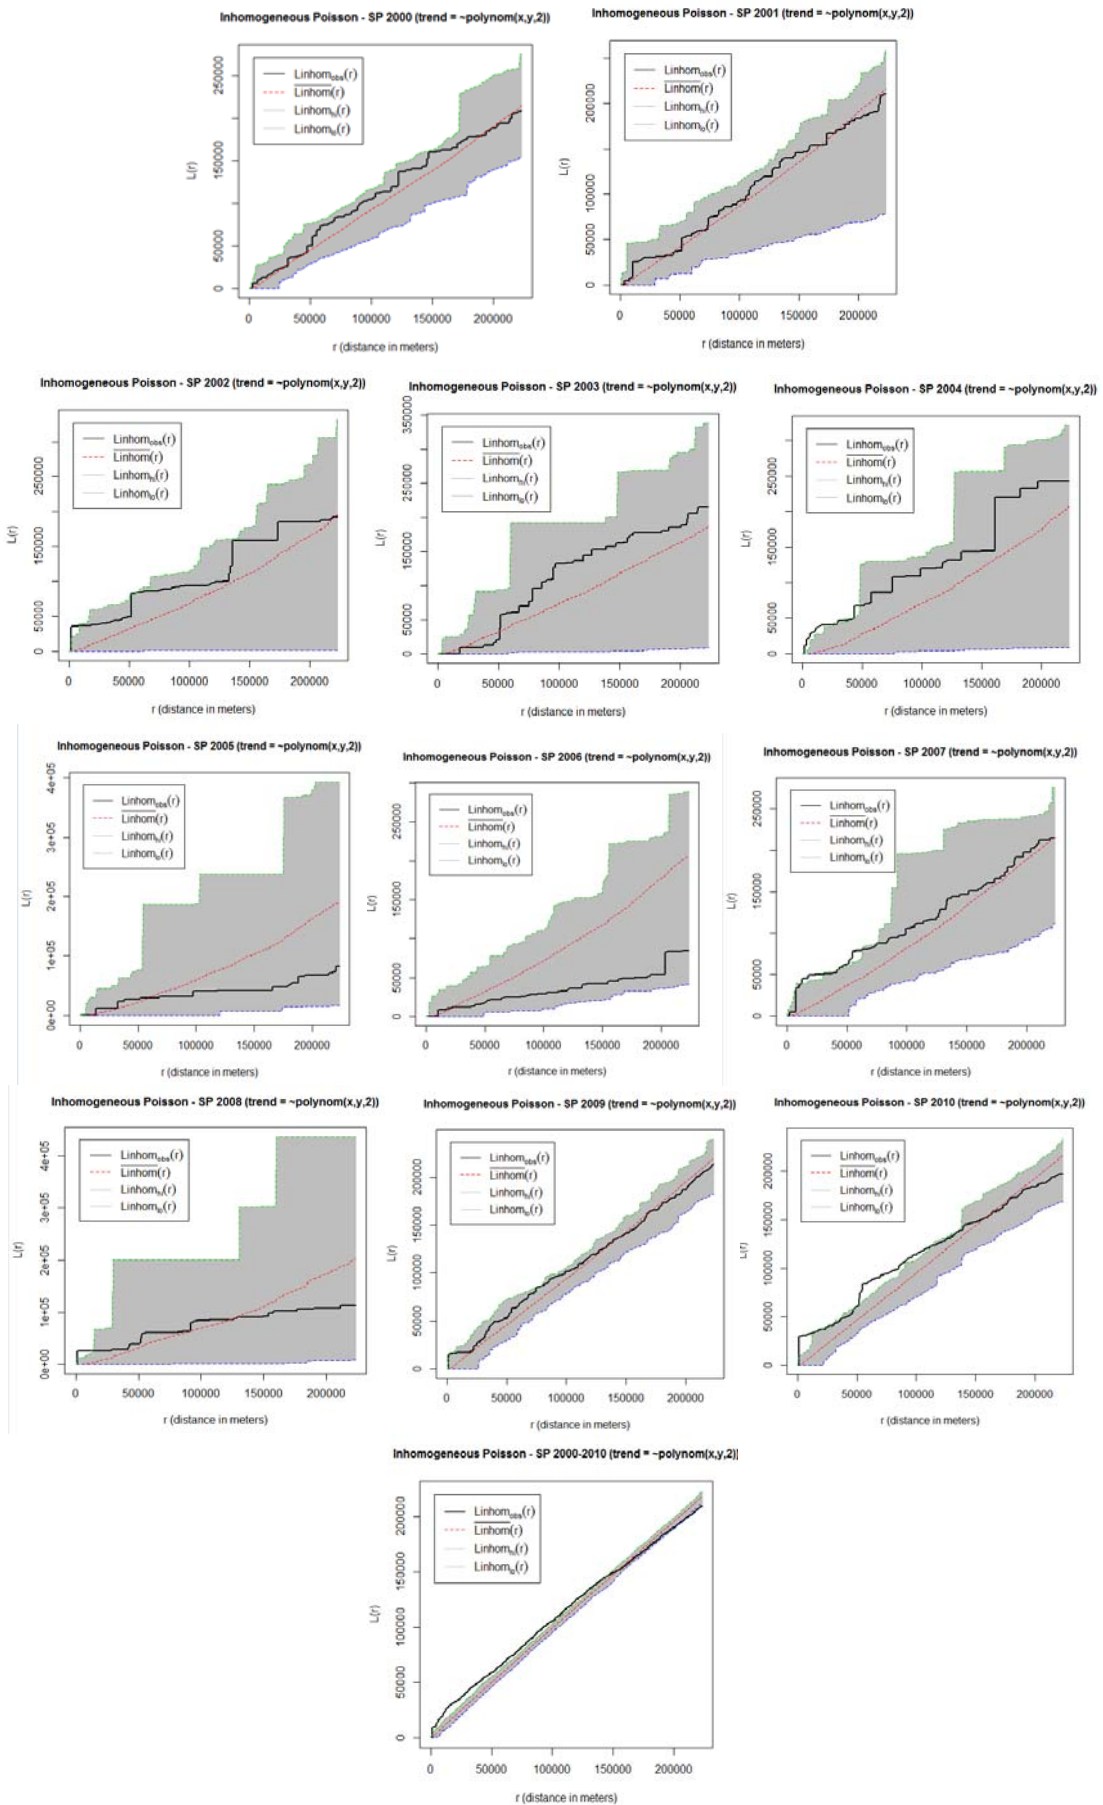 Inhomogeneous Poisson - SP 2000 (trend = ~polynom(x,y,2))
Linhom_obs(r)
Linhom(r)
Linhom_hi(r)
Linhom_lo(r)
L(r)
0 50000 150000 250000
0 50000 100000 150000 200000
r (distance in meters)
Inhomogeneous Poisson - SP 2001 (trend = ~polynom(x,y,2))
Linhom_obs(r)
Linhom(r)
Linhom_hi(r)
Linhom_lo(r)
L(r)
0 50000 100000 200000
0 50000 100000 150000 200000
r (distance in meters)
Inhomogeneous Poisson - SP 2002 (trend = ~polynom(x,y,2))
Linhom_obs(r)
Linhom(r)
Linhom_hi(r)
Linhom_lo(r)
L(r)
0 50000 150000 250000
0 50000 100000 150000 200000
r (distance in meters)
Inhomogeneous Poisson - SP 2003 (trend = ~polynom(x,y,2))
Linhom_obs(r)
Linhom(r)
Linhom_hi(r)
Linhom_lo(r)
L(r)
0 50000 150000 250000 350000
0 50000 100000 150000 200000
r (distance in meters)
Inhomogeneous Poisson - SP 2004 (trend = ~polynom(x,y,2))
Linhom_obs(r)
Linhom(r)
Linhom_hi(r)
Linhom_lo(r)
L(r)
0 50000 150000 250000
0 50000 100000 150000 200000
r (distance in meters)
Inhomogeneous Poisson - SP 2005 (trend = ~polynom(x,y,2))
Linhom_obs(r)
Linhom(r)
Linhom_hi(r)
Linhom_lo(r)
L(r)
0e+00 1e+05 2e+05 3e+05 4e+05
0 50000 100000 150000 200000
r (distance in meters)
Inhomogeneous Poisson - SP 2006 (trend = ~polynom(x,y,2))
Linhom_obs(r)
Linhom(r)
Linhom_hi(r)
Linhom_lo(r)
L(r)
0 50000 150000 250000
0 50000 100000 150000 200000
r (distance in meters)
Inhomogeneous Poisson - SP 2007 (trend = ~polynom(x,y,2))
Linhom_obs(r)
Linhom(r)
Linhom_hi(r)
Linhom_lo(r)
L(r)
0 50000 150000 250000
0 50000 100000 150000 200000
r (distance in meters)
Inhomogeneous Poisson - SP 2008 (trend = ~polynom(x,y,2))
Linhom_obs(r)
Linhom(r)
Linhom_hi(r)
Linhom_lo(r)
L(r)
0e+00 1e+05 2e+05 3e+05 4e+05
0 50000 100000 150000 200000
r (distance in meters)
Inhomogeneous Poisson - SP 2009 (trend = ~polynom(x,y,2))
Linhom_obs(r)
Linhom(r)
Linhom_hi(r)
Linhom_lo(r)
L(r)
0 50000 100000 150000 200000
0 50000 100000 150000 200000
r (distance in meters)
Inhomogeneous Poisson - SP 2010 (trend = ~polynom(x,y,2))
Linhom_obs(r)
Linhom(r)
Linhom_hi(r)
Linhom_lo(r)
L(r)
0 50000 100000 150000 200000
0 50000 100000 150000 200000
r (distance in meters)
Inhomogeneous Poisson - SP 2000-2010 (trend = ~polynom(x,y,2))
Linhom_obs(r)
Linhom(r)
Linhom_hi(r)
Linhom_lo(r)
L(r)
0 50000 100000 150000 200000
0 50000 100000 150000 200000
r (distance in meters)